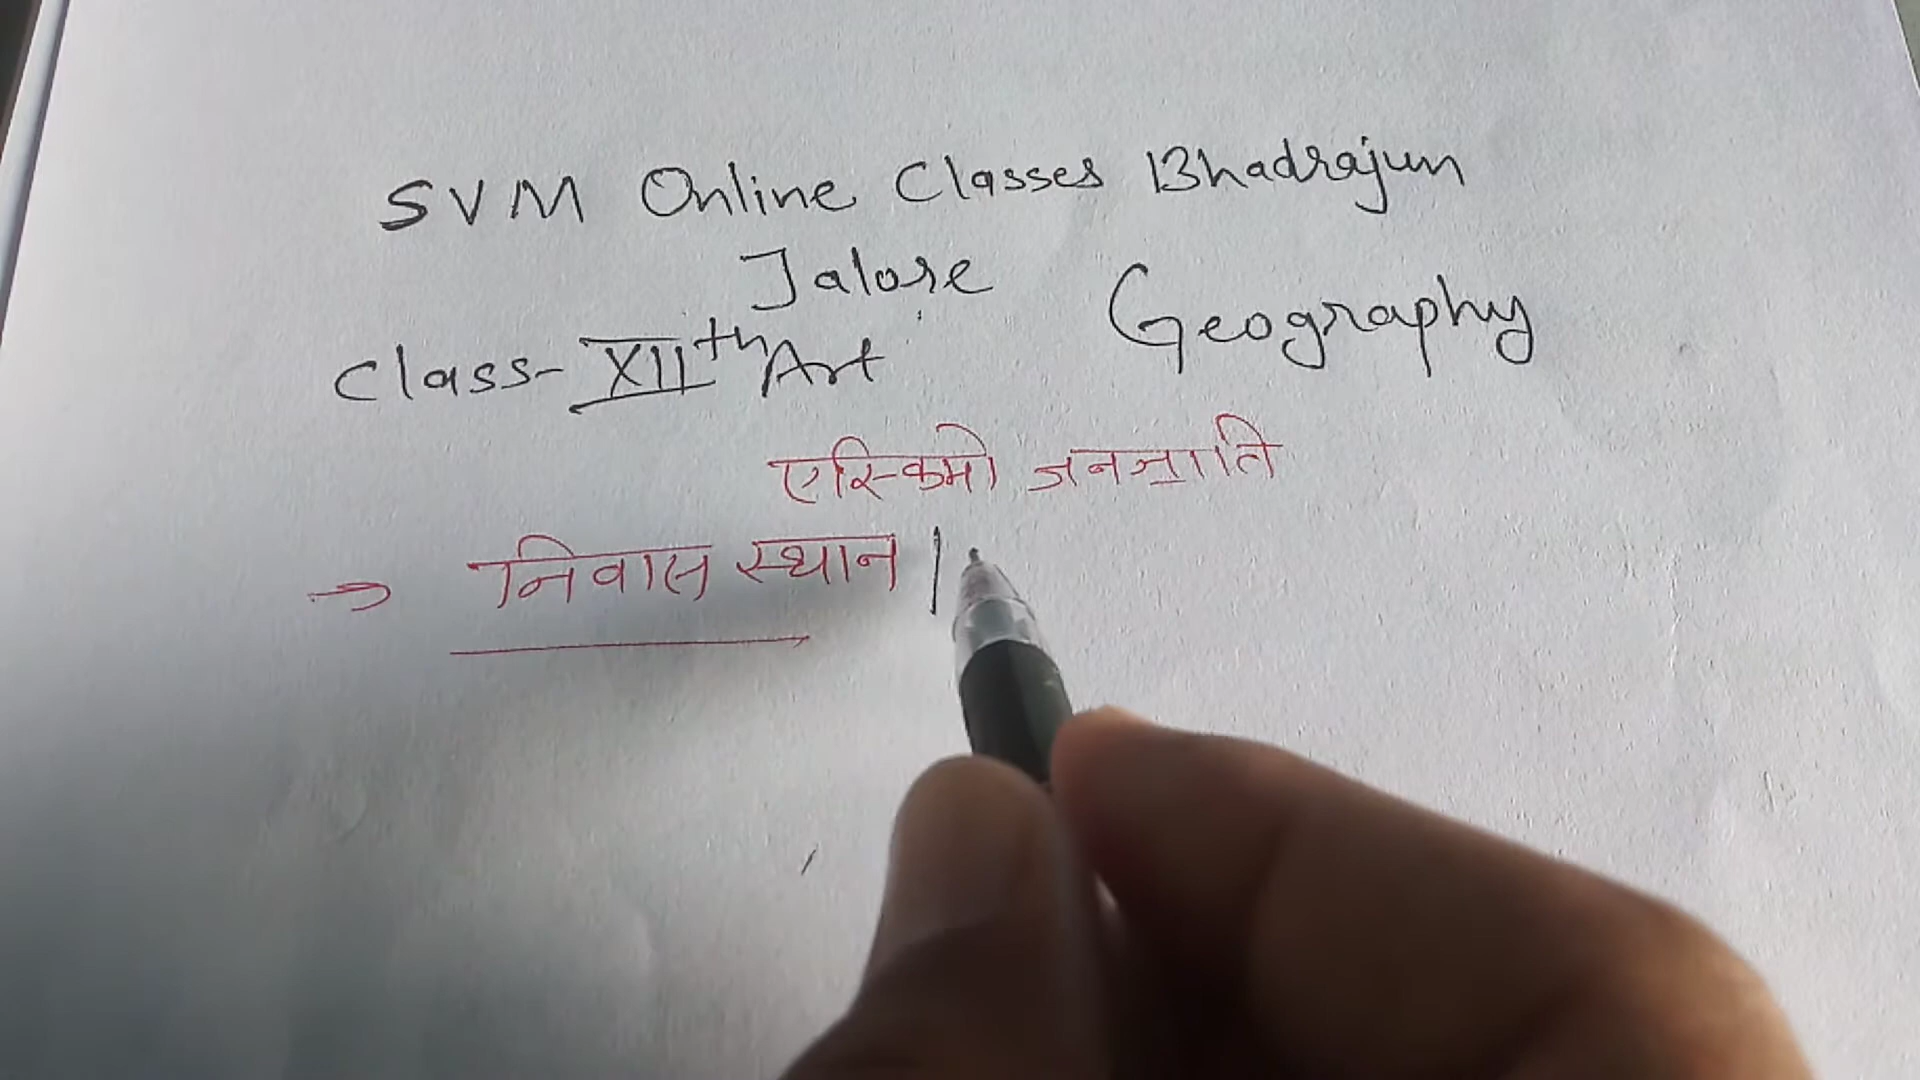 SVM Online Classes Bhadrajun
Jalore
Geography
Class- XIIth Art
एस्किमो जनजाति
→ निवास स्थान |